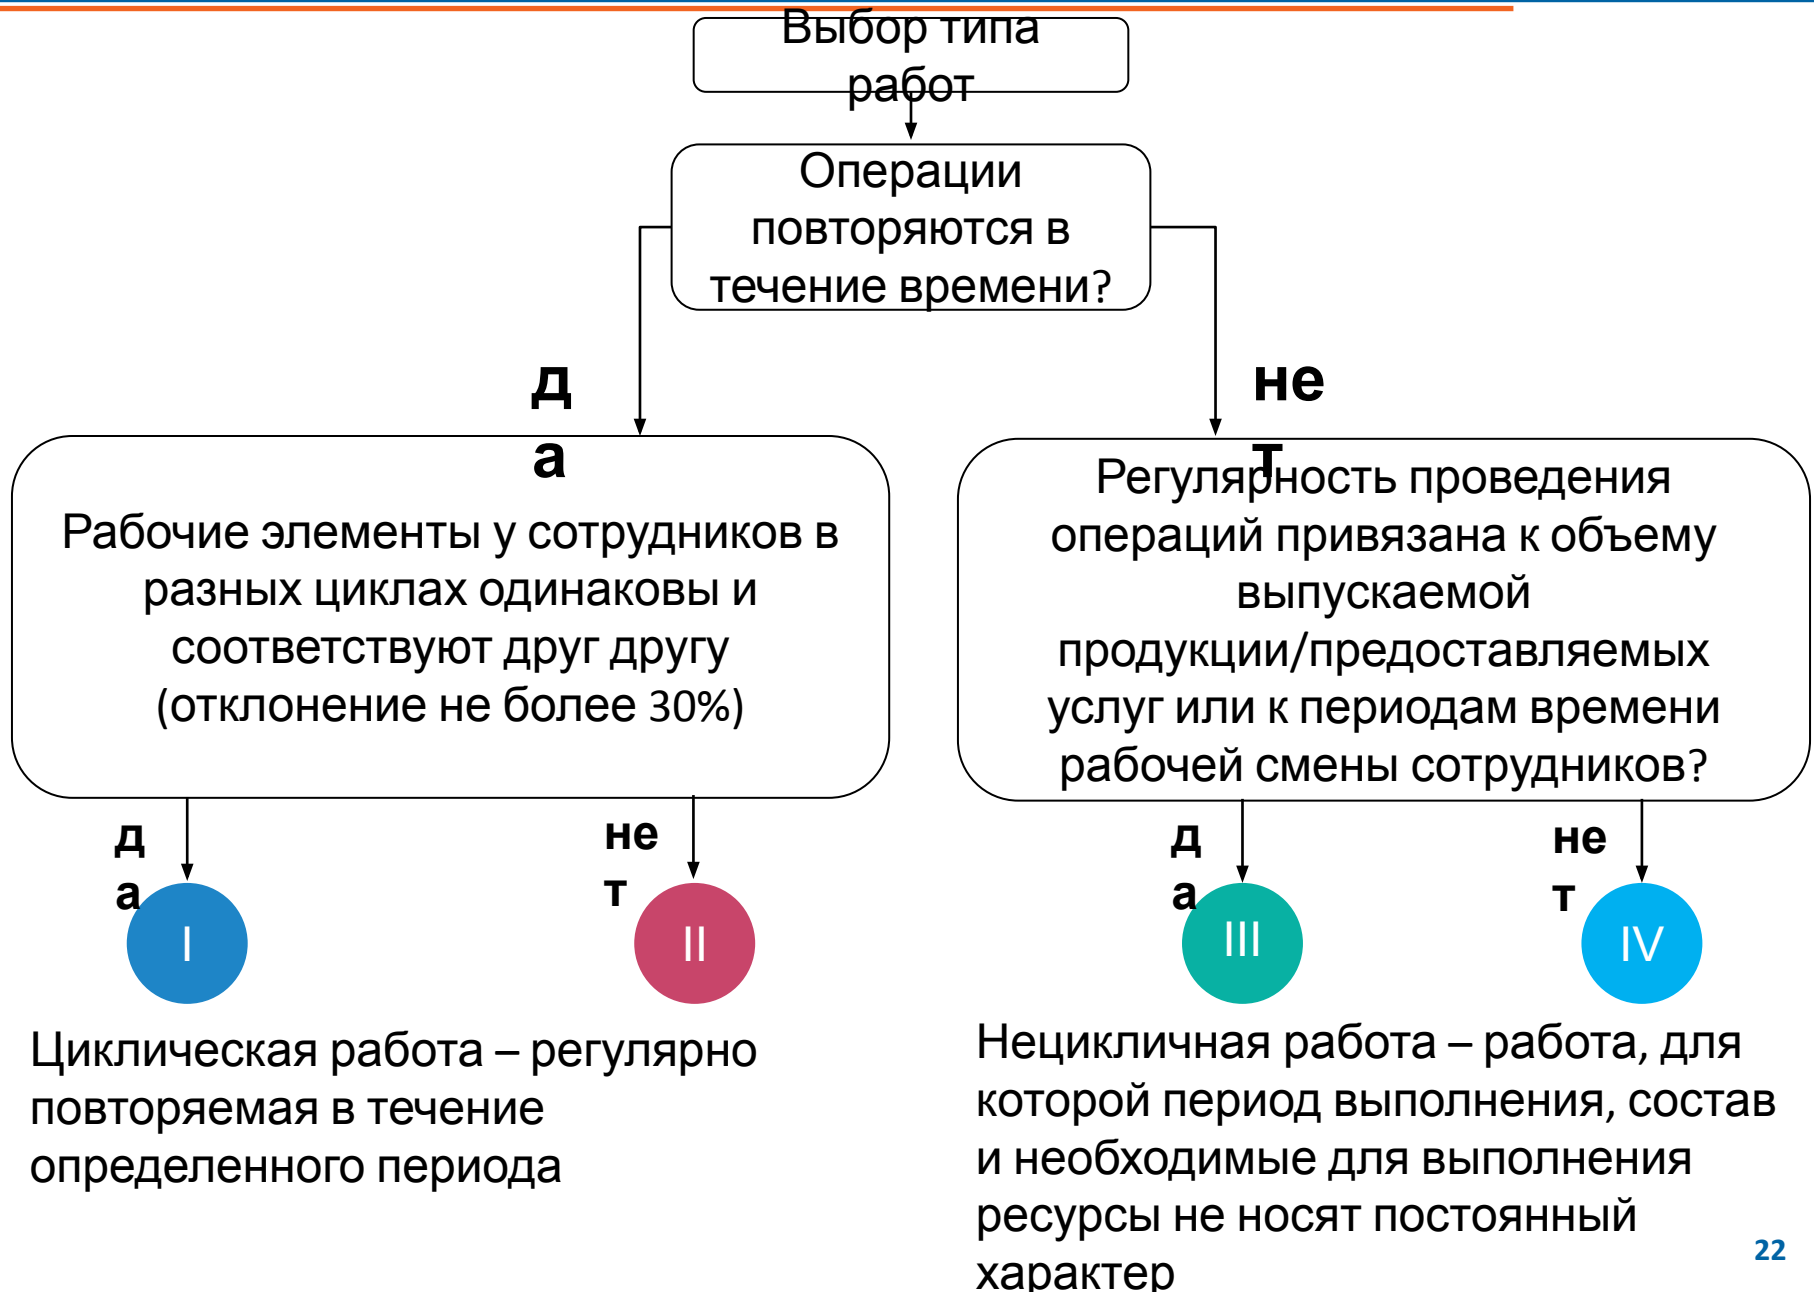 Выбор типа
работ
Операции
повторяются в
течение времени?
д
а
не
т
Рабочие элементы у сотрудников в
разных циклах одинаковы и
соответствуют друг другу
(отклонение не более 30%)
Регулярность проведения
операций привязана к объему
выпускаемой
продукции/предоставляемых
услуг или к периодам времени
рабочей смены сотрудников?
д
а
не
т
д
а
не
т
I
II
III
IV
Циклическая работа – регулярно
повторяемая в течение
определенного периода
Нецикличная работа – работа, для
которой период выполнения, состав
и необходимые для выполнения
ресурсы не носят постоянный
характер
22